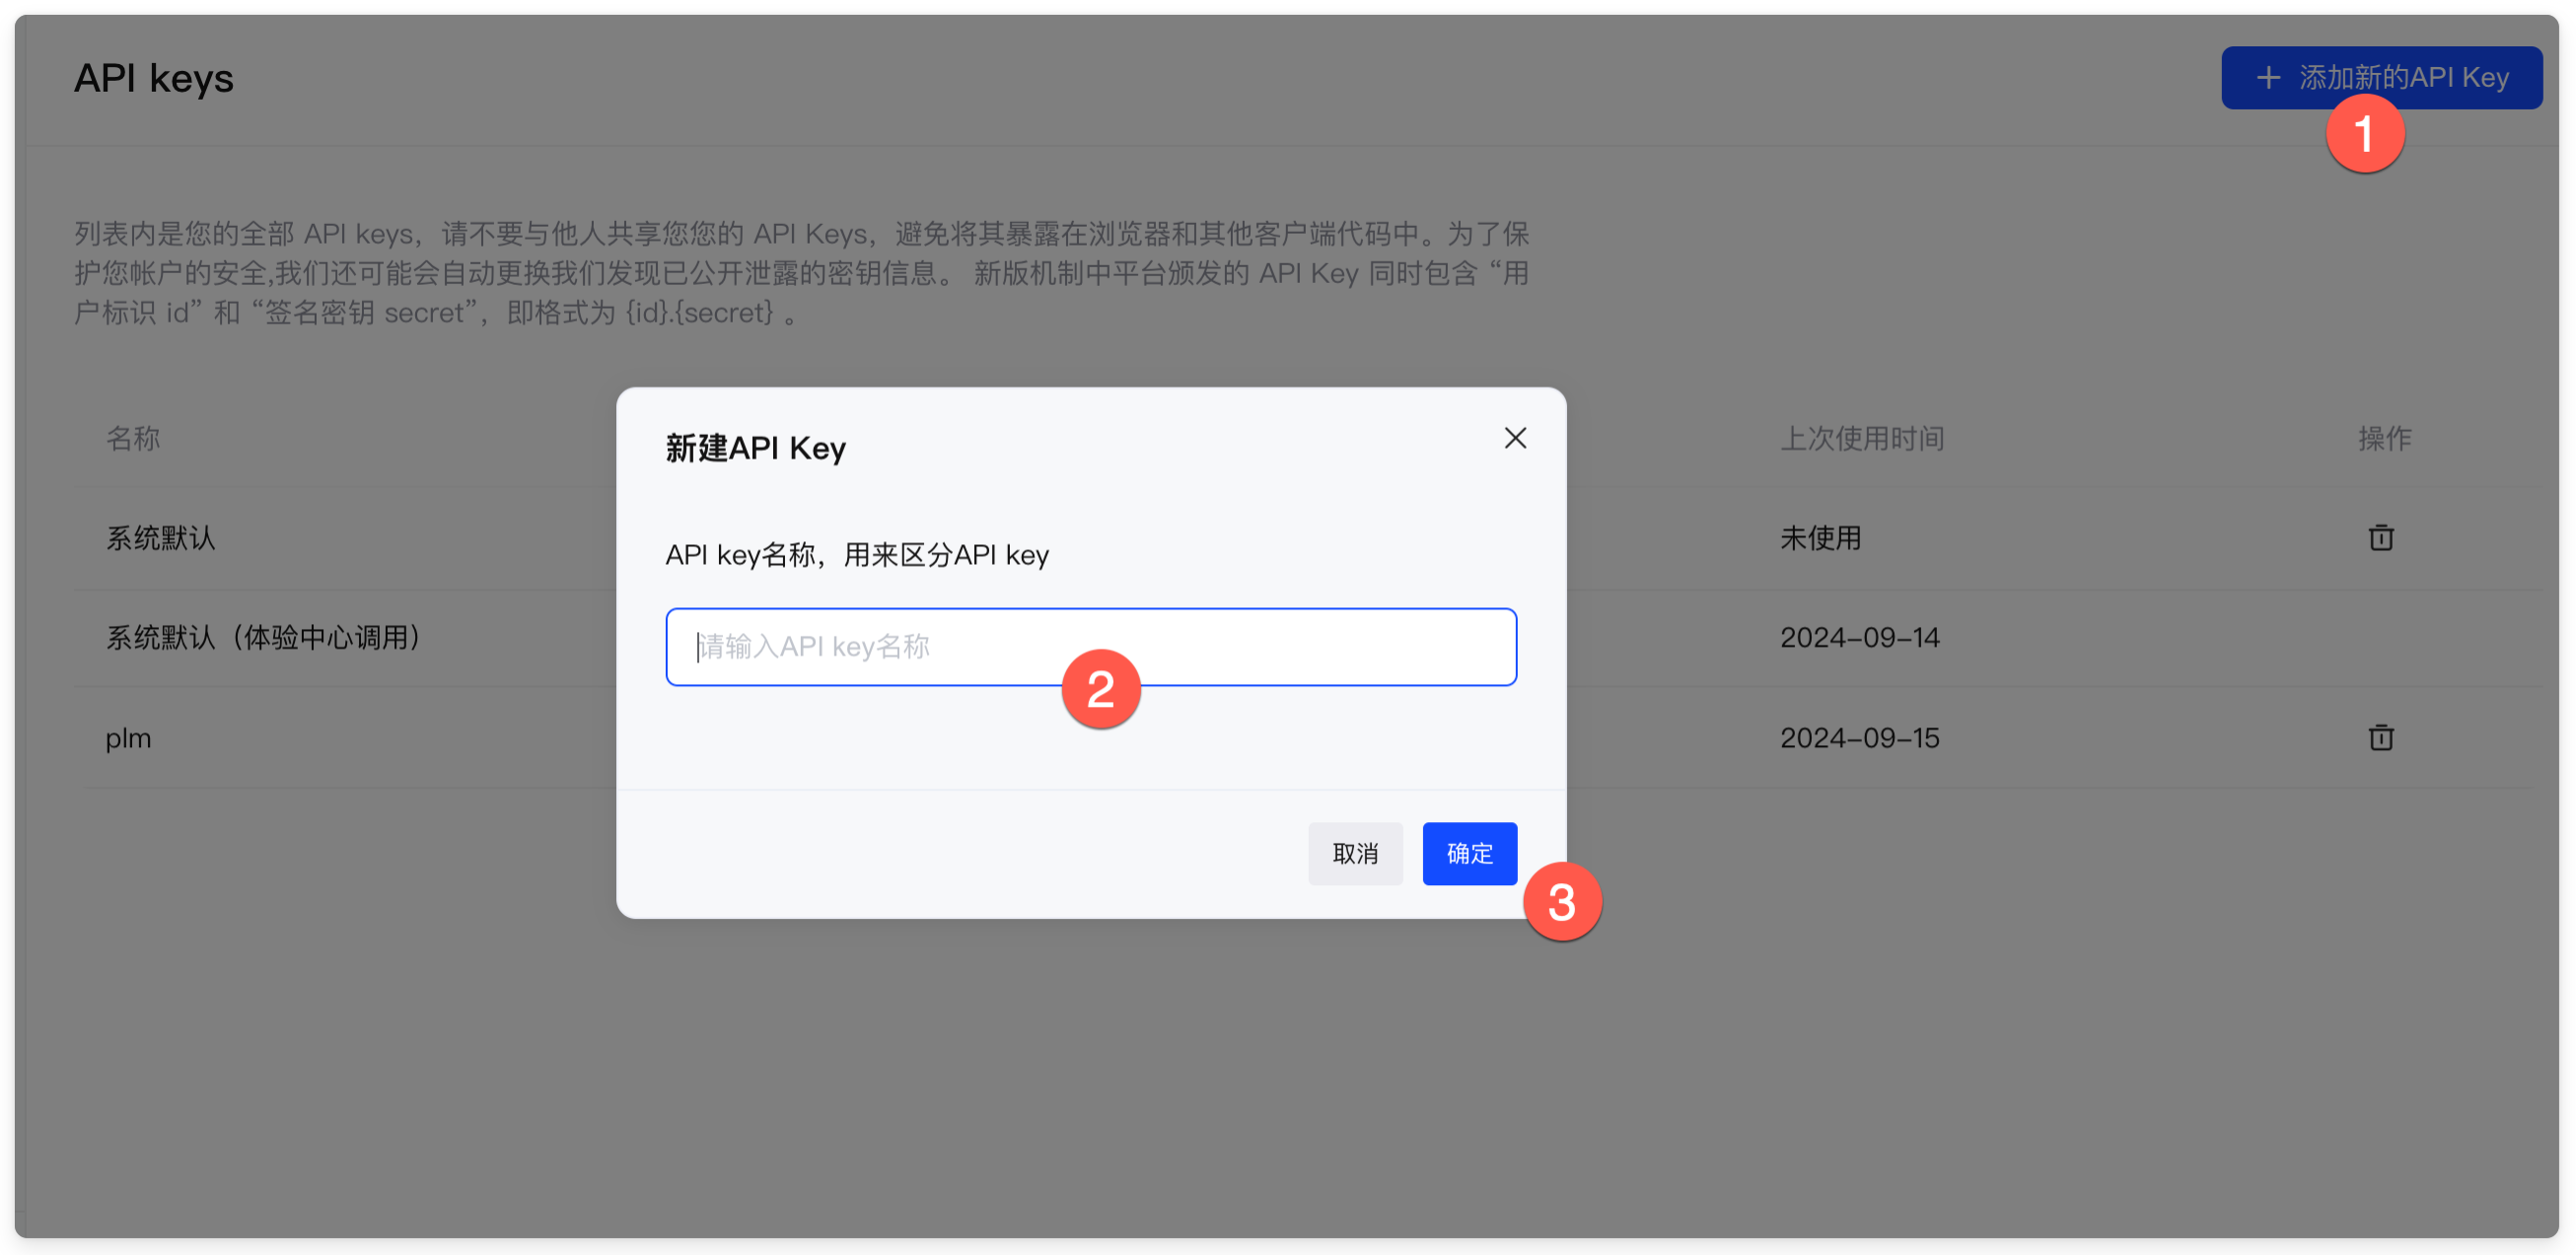 API keys
+ 添加新的API Key
1
列表内是您的全部 API keys，请不要与他人共享您您的 API Keys，避免将其暴露在浏览器和其他客户端代码中。为了保
护您帐户的安全,我们还可能会自动更换我们发现已公开泄露的密钥信息。 新版机制中平台颁发的 API Key 同时包含 “用
户标识 id” 和 “签名密钥 secret”，即格式为 {id}.{secret} 。
名称
上次使用时间
操作
系统默认
未使用
系统默认（体验中心调用）
2024-09-14
plm
2024-09-15
新建API Key
API key名称，用来区分API key
请输入API key名称
2
取消
确定
3